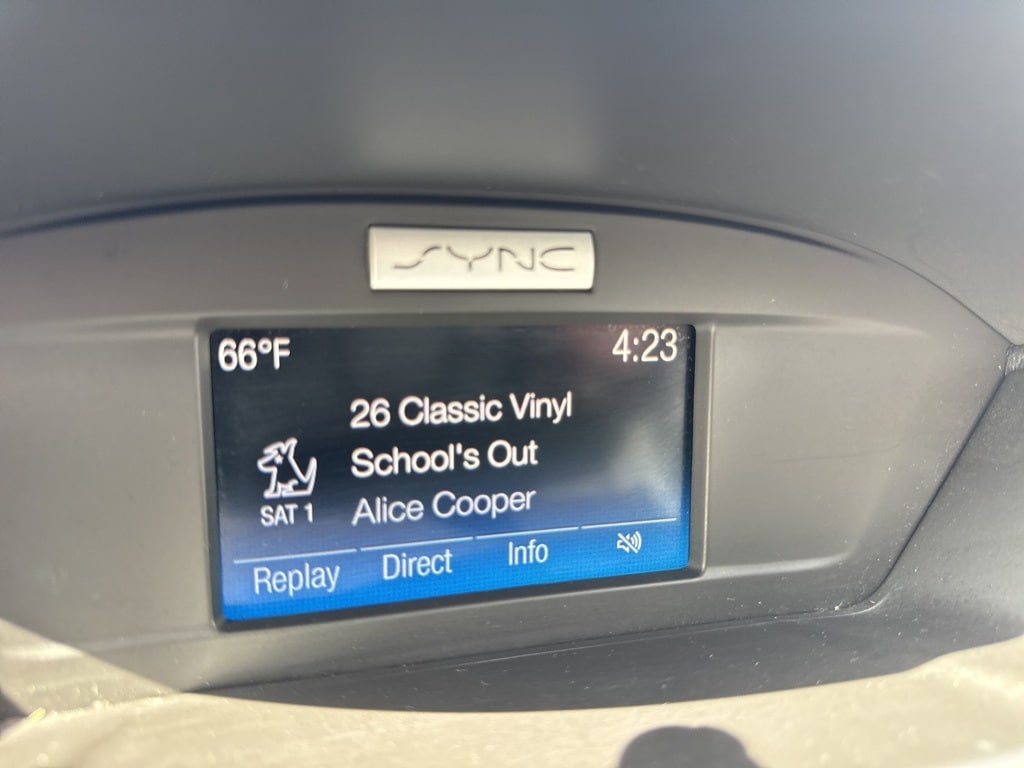 SYNC
66°F 4:23
26 Classic Vinyl
School's Out
SAT 1 Alice Cooper
Replay Direct Info